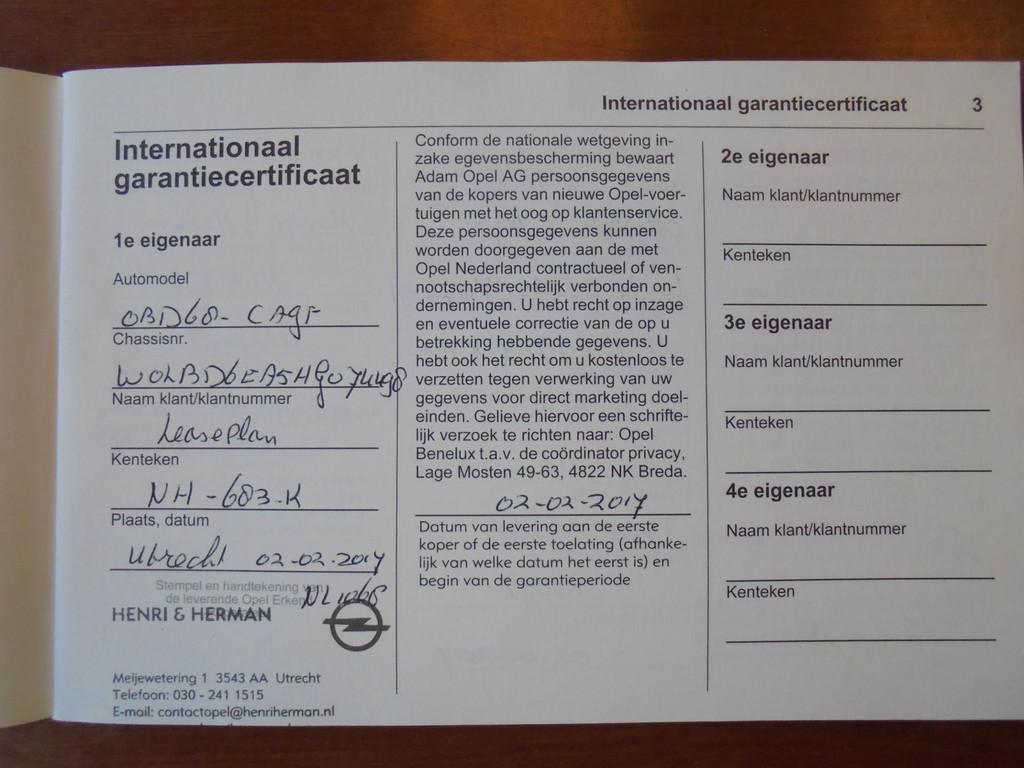 Internationaal garantiecertificaat 3
Internationaal
garantiecertificaat
1e eigenaar
Automodel
OBD68- CAGF
Chassisnr.
WOLBD6EA5HG074498
Naam klant/klantnummer
Leaseplan
Kenteken
NH-683-K
Plaats, datum
Utrecht 02-02-2017
Stempel en handtekening van
de leverende Opel Erken
HENRI & HERMAN
Meijewetering 1 3543 AA Utrecht
Telefoon: 030 - 241 1515
E-mail: contactopel@henriherman.nl
Conform de nationale wetgeving in-
zake egevensbescherming bewaart
Adam Opel AG persoonsgegevens
van de kopers van nieuwe Opel-voer-
tuigen met het oog op klantenservice.
Deze persoonsgegevens kunnen
worden doorgegeven aan de met
Opel Nederland contractueel of ven-
nootschapsrechtelijk verbonden on-
dernemingen. U hebt recht op inzage
en eventuele correctie van de op u
betrekking hebbende gegevens. U
hebt ook het recht om u kosteloos te
verzetten tegen verwerking van uw
gegevens voor direct marketing doel-
einden. Gelieve hiervoor een schrifte-
lijk verzoek te richten naar: Opel
Benelux t.a.v. de coördinator privacy,
Lage Mosten 49-63, 4822 NK Breda.
02-02-2017
Datum van levering aan de eerste
koper of de eerste toelating (afhanke-
lijk van welke datum het eerst is) en
begin van de garantieperiode
2e eigenaar
Naam klant/klantnummer
Kenteken
3e eigenaar
Naam klant/klantnummer
Kenteken
4e eigenaar
Naam klant/klantnummer
Kenteken